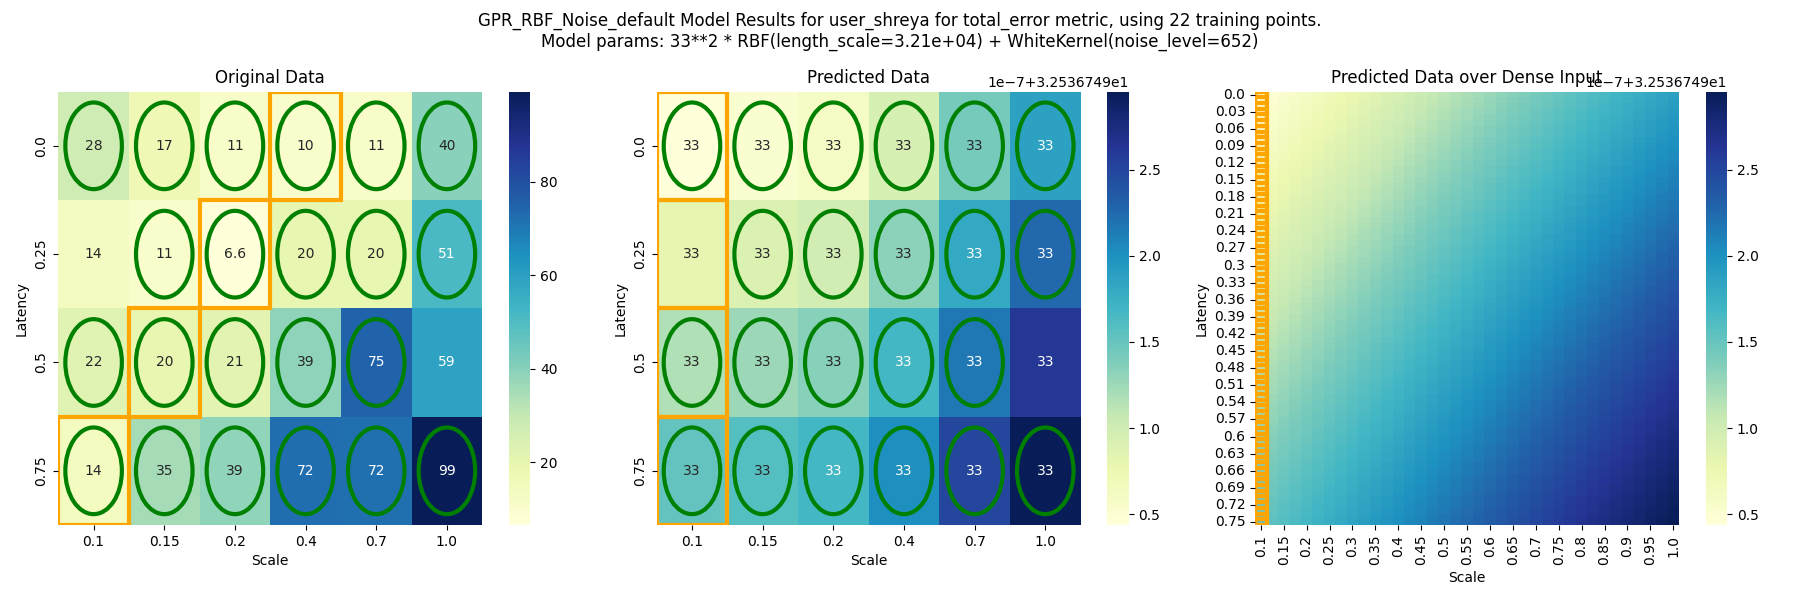 GPR_RBF_Noise_default Model Results for user_shreya for total_error metric, using 22 training points.
Model params: 33**2 * RBF(length_scale=3.21e+04) + WhiteKernel(noise_level=652)
Original Data
0.0 28 17 11 10 11 40
0.25 14 11 6.6 20 20 51
0.5 22 20 21 39 75 59
0.75 14 35 39 72 72 99
Latency
0.1 0.15 0.2 0.4 0.7 1.0
Scale
80
60
40
20
Predicted Data
1e−7+3.2536749e1
0.0 33 33 33 33 33 33
0.25 33 33 33 33 33 33
0.5 33 33 33 33 33 33
0.75 33 33 33 33 33 33
Latency
0.1 0.15 0.2 0.4 0.7 1.0
Scale
2.5
2.0
1.5
1.0
0.5
Predicted Data over Dense Input
1e−7+3.2536749e1
0.0
0.03
0.06
0.09
0.12
0.15
0.18
0.21
0.24
0.27
0.3
0.33
0.36
0.39
0.42
0.45
0.48
0.51
0.54
0.57
0.6
0.63
0.66
0.69
0.72
0.75
Latency
0.1 0.15 0.2 0.25 0.3 0.35 0.4 0.45 0.5 0.55 0.6 0.65 0.7 0.75 0.8 0.85 0.9 0.95 1.0
Scale
2.5
2.0
1.5
1.0
0.5